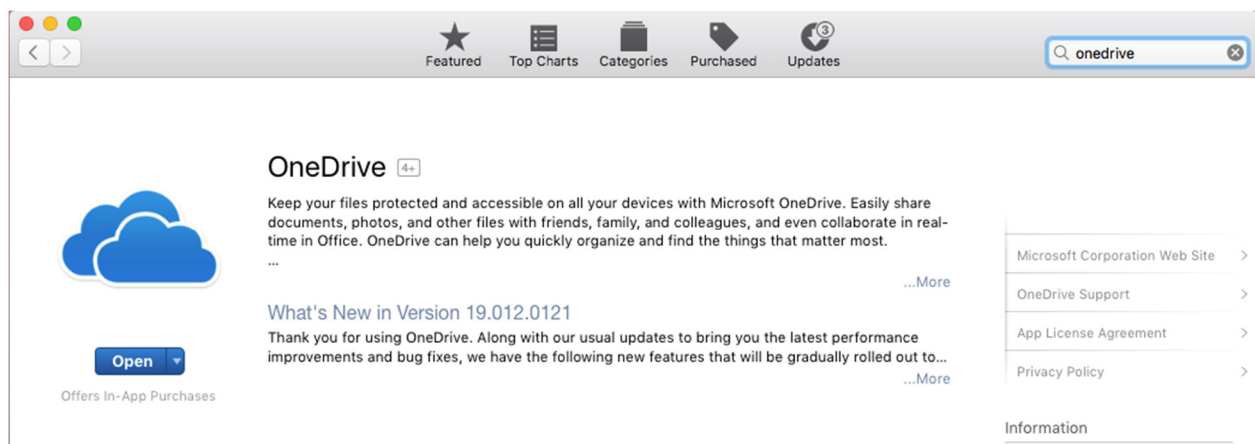 3
Featured
Top Charts
Categories
Purchased
Updates
onedrive
OneDrive 4+
Keep your files protected and accessible on all your devices with Microsoft OneDrive. Easily share
documents, photos, and other files with friends, family, and colleagues, and even collaborate in real-
time in Office. OneDrive can help you quickly organize and find the things that matter most.
...
...More
What's New in Version 19.012.0121
Thank you for using OneDrive. Along with our usual updates to bring you the latest performance
improvements and bug fixes, we have the following new features that will be gradually rolled out to...
...More
Open
Offers In-App Purchases
Microsoft Corporation Web Site
OneDrive Support
App License Agreement
Privacy Policy
Information